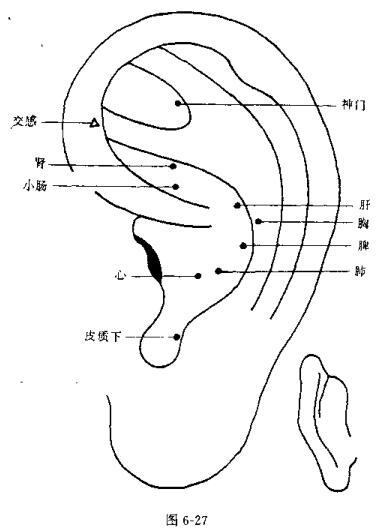 神门
交感
肾
小肠
肝
胸
脾
心
肺
皮质下
图 6-27